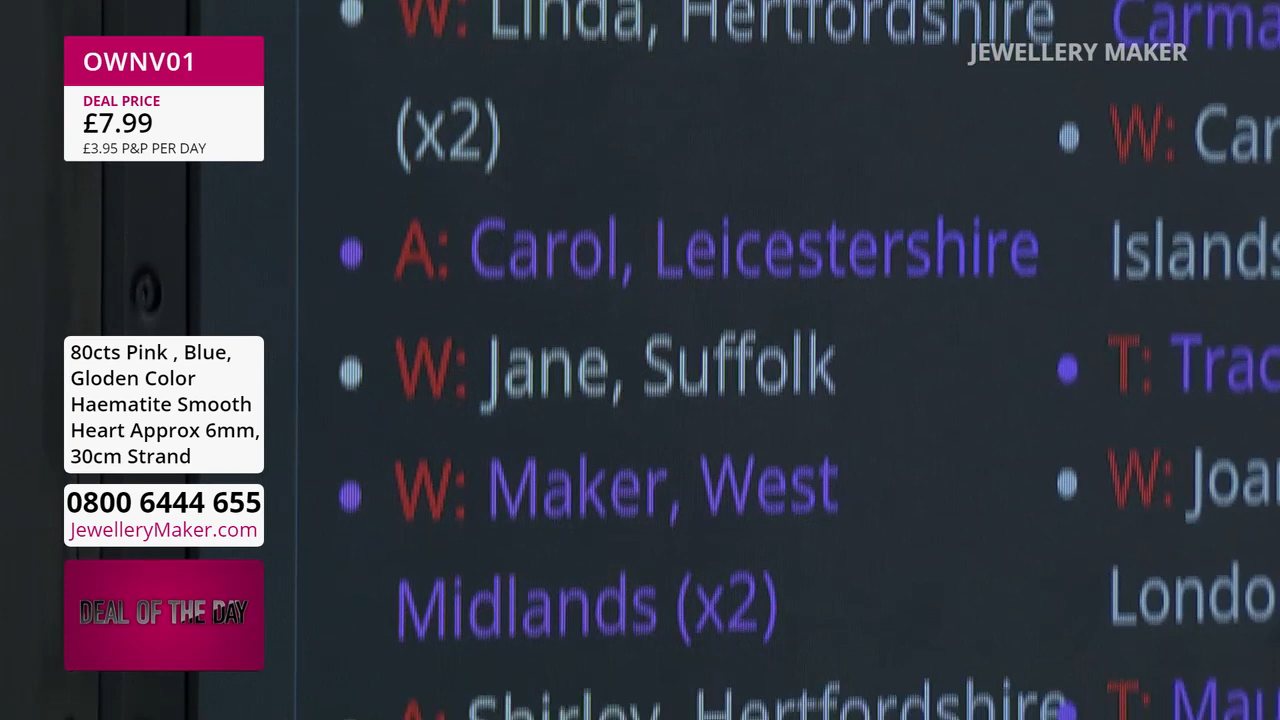 OWNV01
DEAL PRICE
£7.99
£3.95 P&P PER DAY
80cts Pink , Blue,
Gloden Color
Haematite Smooth
Heart Approx 6mm,
30cm Strand
0800 6444 655
JewelleryMaker.com
DEAL OF THE DAY
JEWELLERY MAKER
W: Linda, Hertfordshire
(x2)
A: Carol, Leicestershire
W: Jane, Suffolk
W: Maker, West
Midlands (x2)
A: Shirley, Hertfordshire
W:
Islands
T:
W:
T: